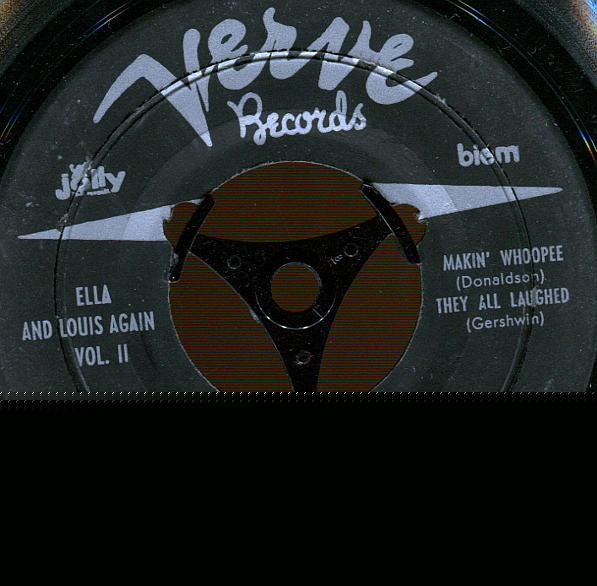 Verve
Records
jolly
biem
ELLA
AND LOUIS AGAIN
VOL. II
MAKIN' WHOOPEE
(Donaldson)
THEY ALL LAUGHED
(Gershwin)